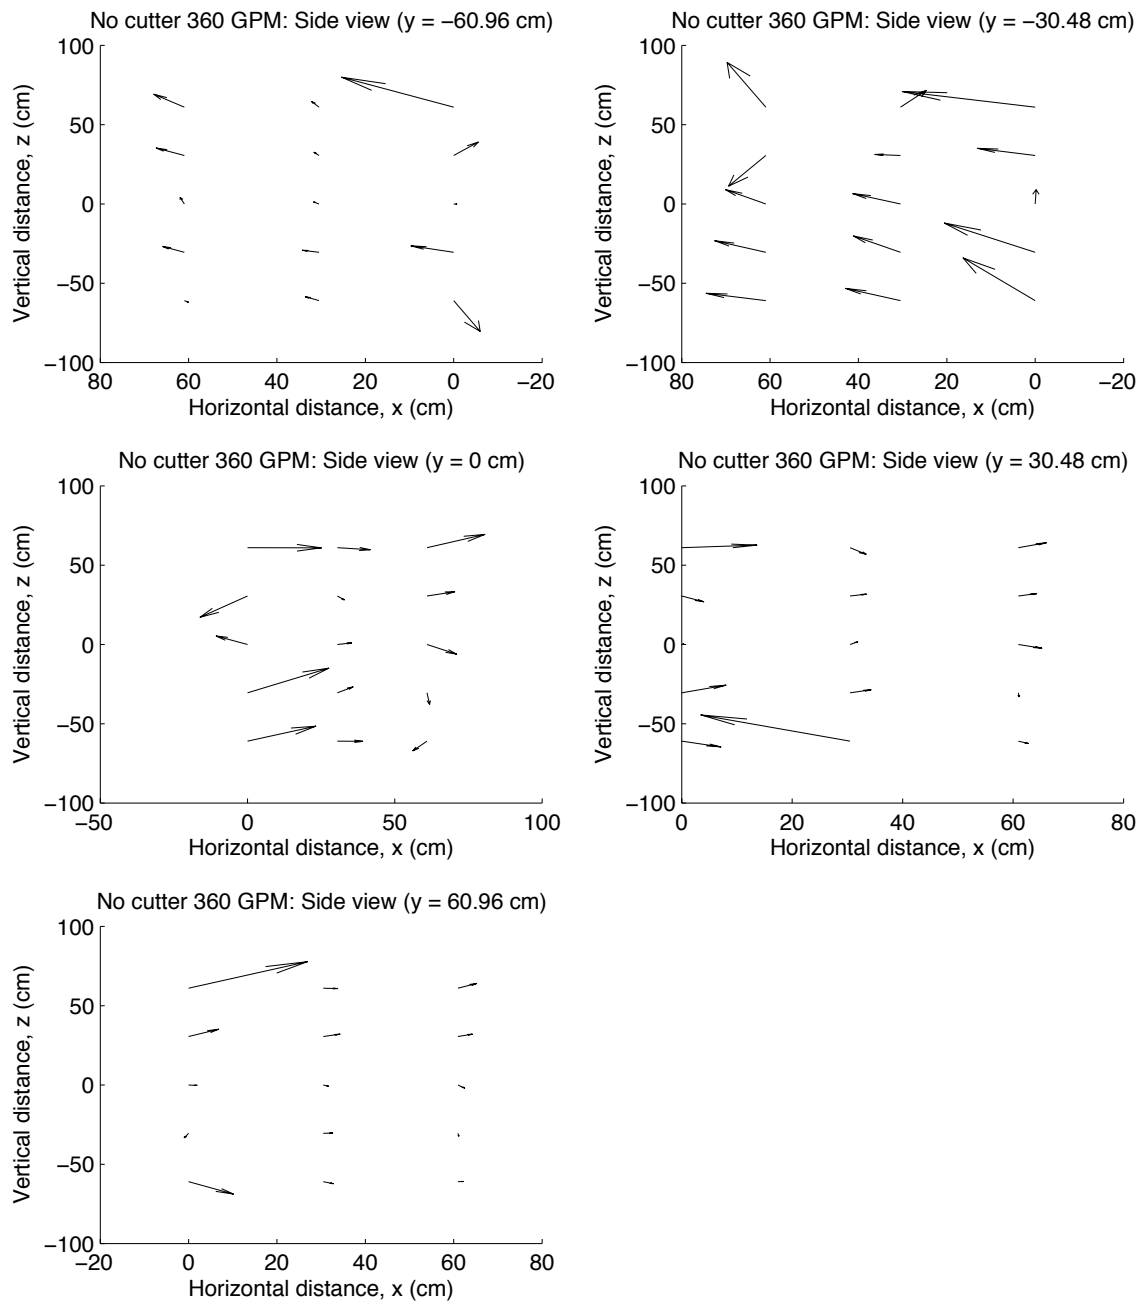 No cutter 360 GPM: Side view (y = −60.96 cm)
100
50
0
−50
−100
80 60 40 20 0 −20
Vertical distance, z (cm)
Horizontal distance, x (cm)
No cutter 360 GPM: Side view (y = −30.48 cm)
100
50
0
−50
−100
80 60 40 20 0 −20
Vertical distance, z (cm)
Horizontal distance, x (cm)
No cutter 360 GPM: Side view (y = 0 cm)
100
50
0
−50
−100
−50 0 50 100
Vertical distance, z (cm)
Horizontal distance, x (cm)
No cutter 360 GPM: Side view (y = 30.48 cm)
100
50
0
−50
−100
0 20 40 60 80
Vertical distance, z (cm)
Horizontal distance, x (cm)
No cutter 360 GPM: Side view (y = 60.96 cm)
100
50
0
−50
−100
−20 0 20 40 60 80
Vertical distance, z (cm)
Horizontal distance, x (cm)